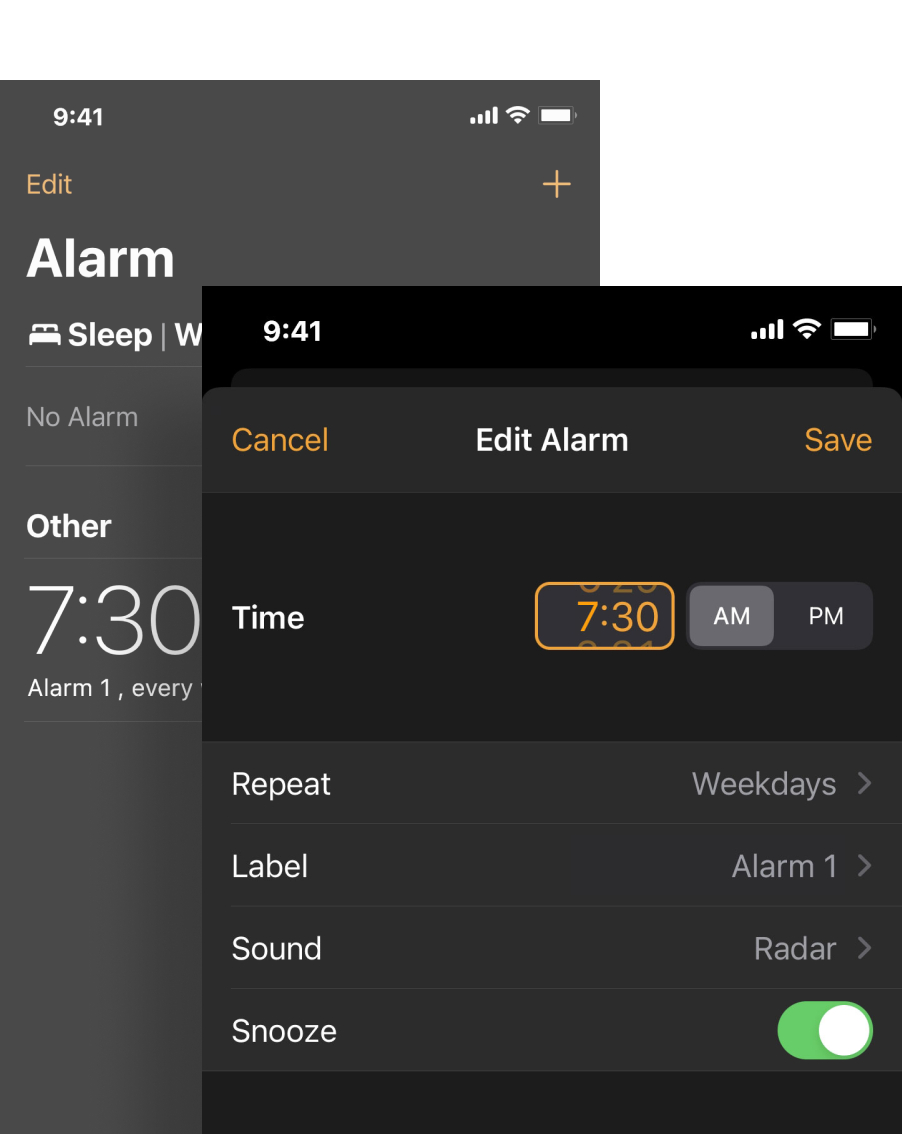 9:41
Edit
Alarm
Sleep | W
No Alarm
Other
7:30
Alarm 1 , every
9:41
Cancel Edit Alarm Save
Time 7:30 AM PM
Repeat Weekdays
Label Alarm 1
Sound Radar
Snooze